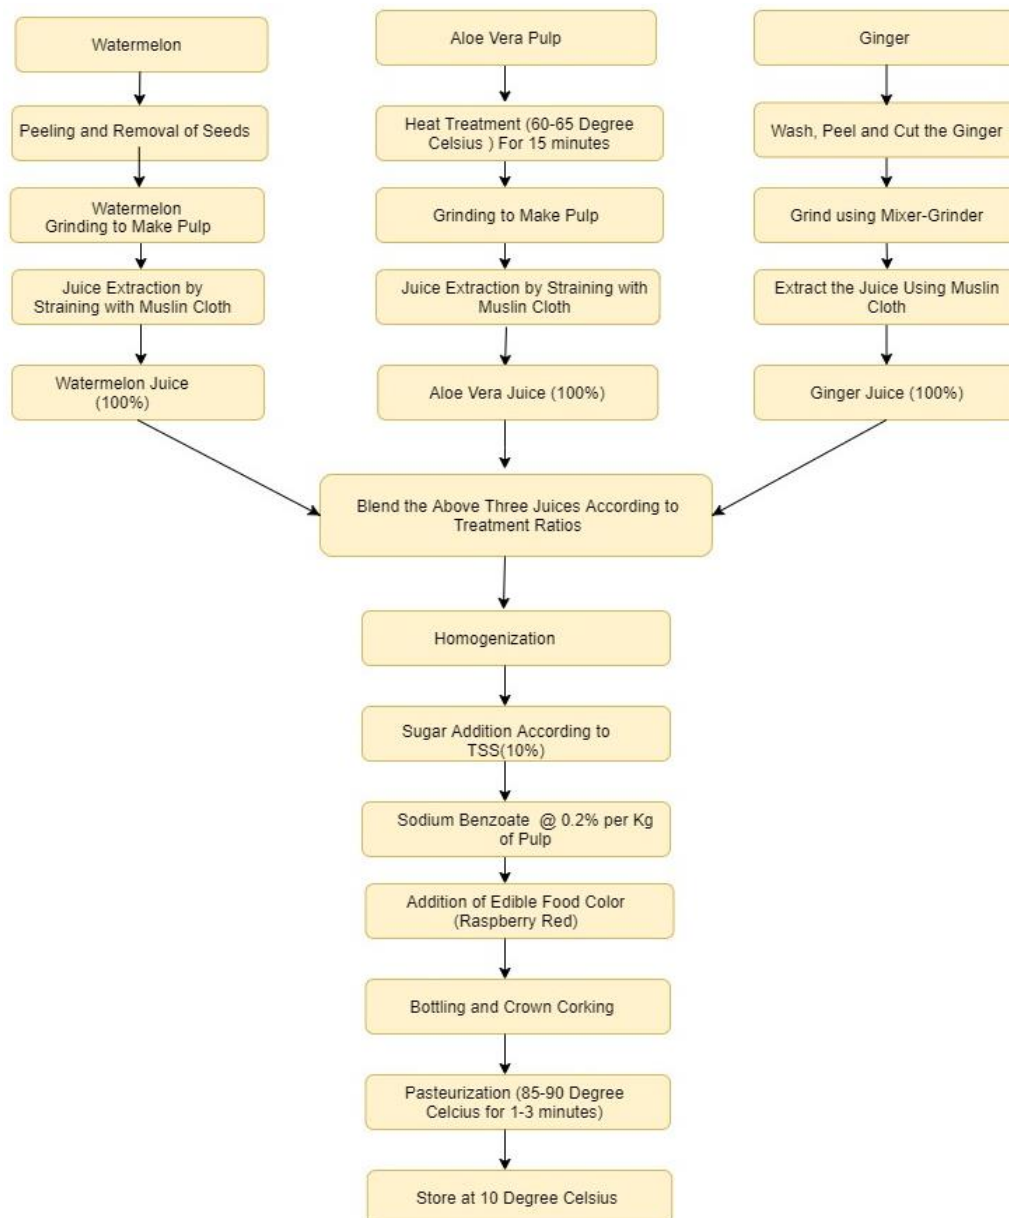 Watermelon
Peeling and Removal of Seeds
Watermelon
Grinding to Make Pulp
Juice Extraction by
Straining with Muslin Cloth
Watermelon Juice
(100%)
Aloe Vera Pulp
Heat Treatment (60-65 Degree
Celsius ) For 15 minutes
Grinding to Make Pulp
Juice Extraction by Straining with
Muslin Cloth
Aloe Vera Juice (100%)
Ginger
Wash, Peel and Cut the Ginger
Grind using Mixer-Grinder
Extract the Juice Using Muslin
Cloth
Ginger Juice (100%)
Blend the Above Three Juices According to
Treatment Ratios
Homogenization
Sugar Addition According to
TSS(10%)
Sodium Benzoate @ 0.2% per Kg
of Pulp
Addition of Edible Food Color
(Raspberry Red)
Bottling and Crown Corking
Pasteurization (85-90 Degree
Celcius for 1-3 minutes)
Store at 10 Degree Celsius